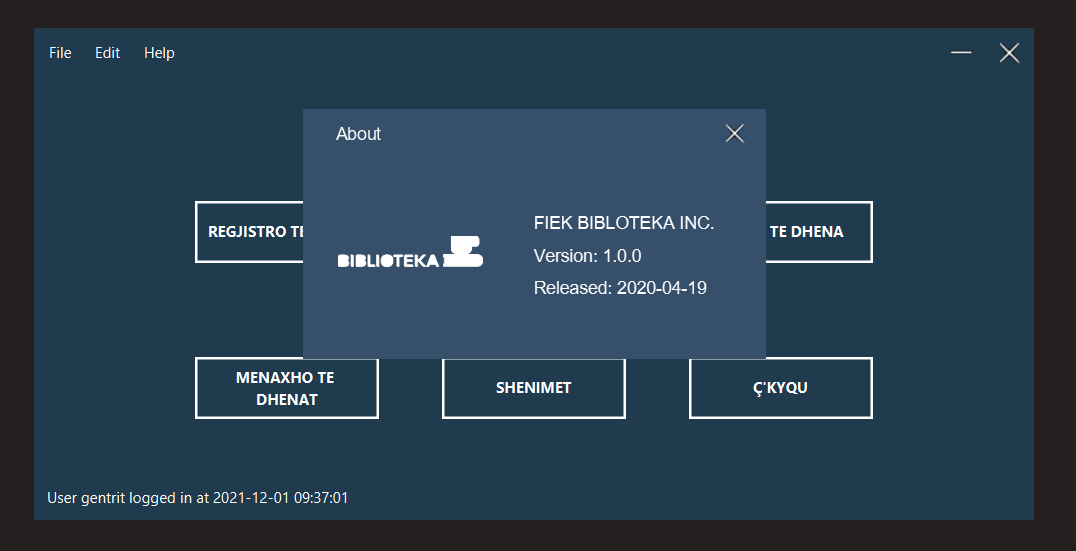 File Edit Help
About
REGJISTRO TE
TE DHENA
BIBLIOTEKA
FIEK BIBLOTEKA INC.
Version: 1.0.0
Released: 2020-04-19
MENAXHO TE
DHENAT
SHENIMET
Ç'KYQU
User gentrit logged in at 2021-12-01 09:37:01